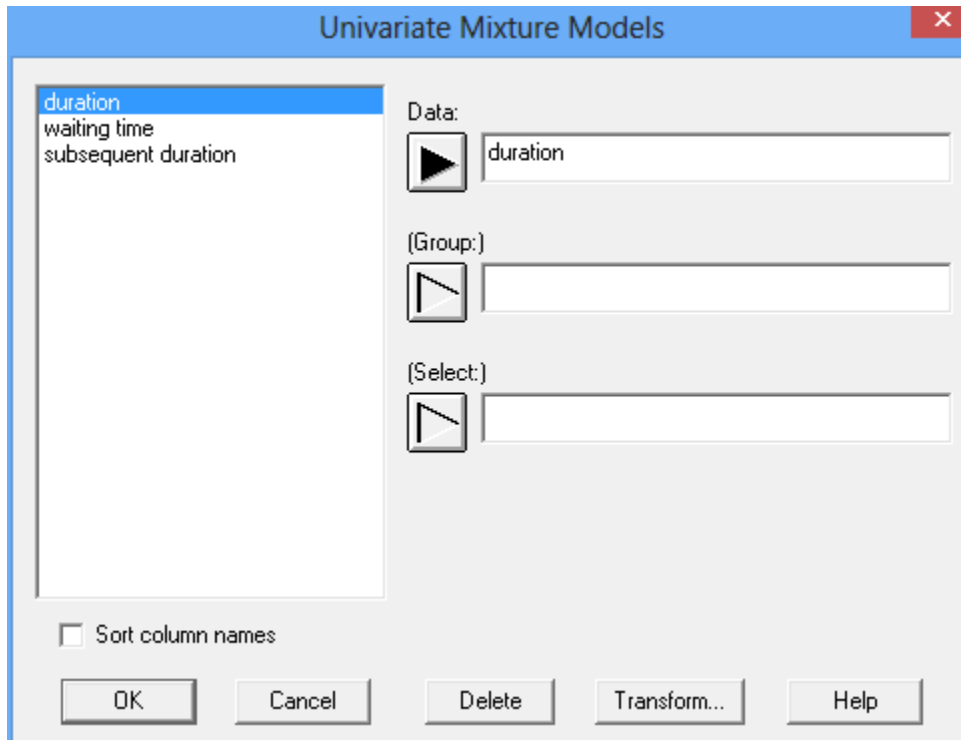 Univariate Mixture Models
duration
waiting time
subsequent duration
Data:
duration
(Group:)
(Select:)
Sort column names
OK
Cancel
Delete
Transform...
Help